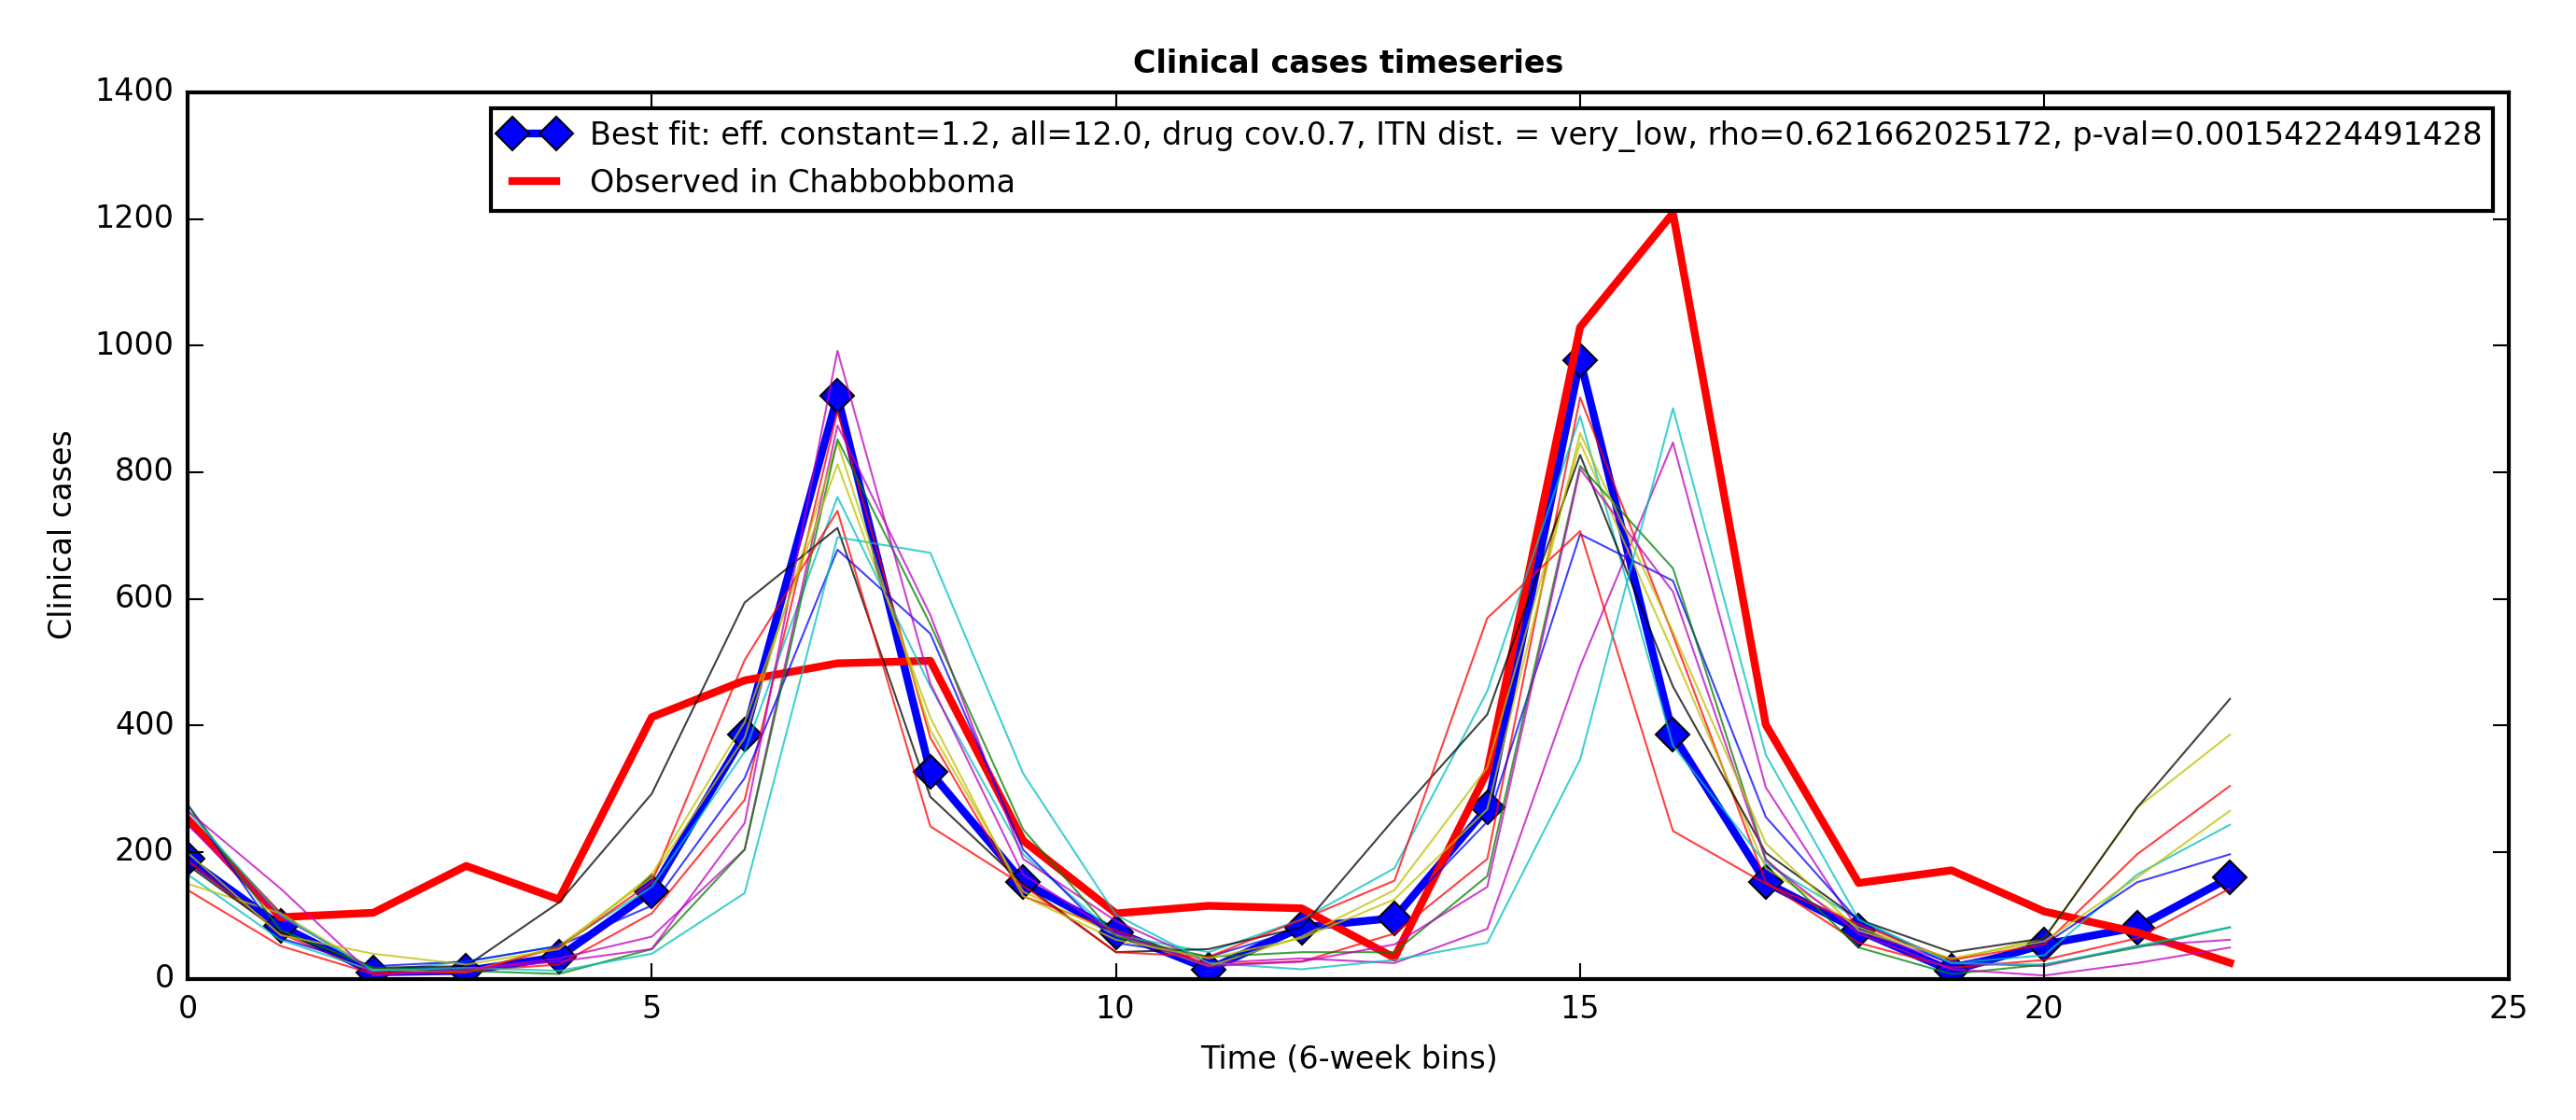 Clinical cases timeseries
1400
1200
1000
800
600
400
200
0
Clinical cases
Best fit: eff. constant=1.2, all=12.0, drug cov.0.7, ITN dist. = very_low, rho=0.621662025172, p-val=0.00154224491428
Observed in Chabbobboma
0 5 10 15 20 25
Time (6-week bins)